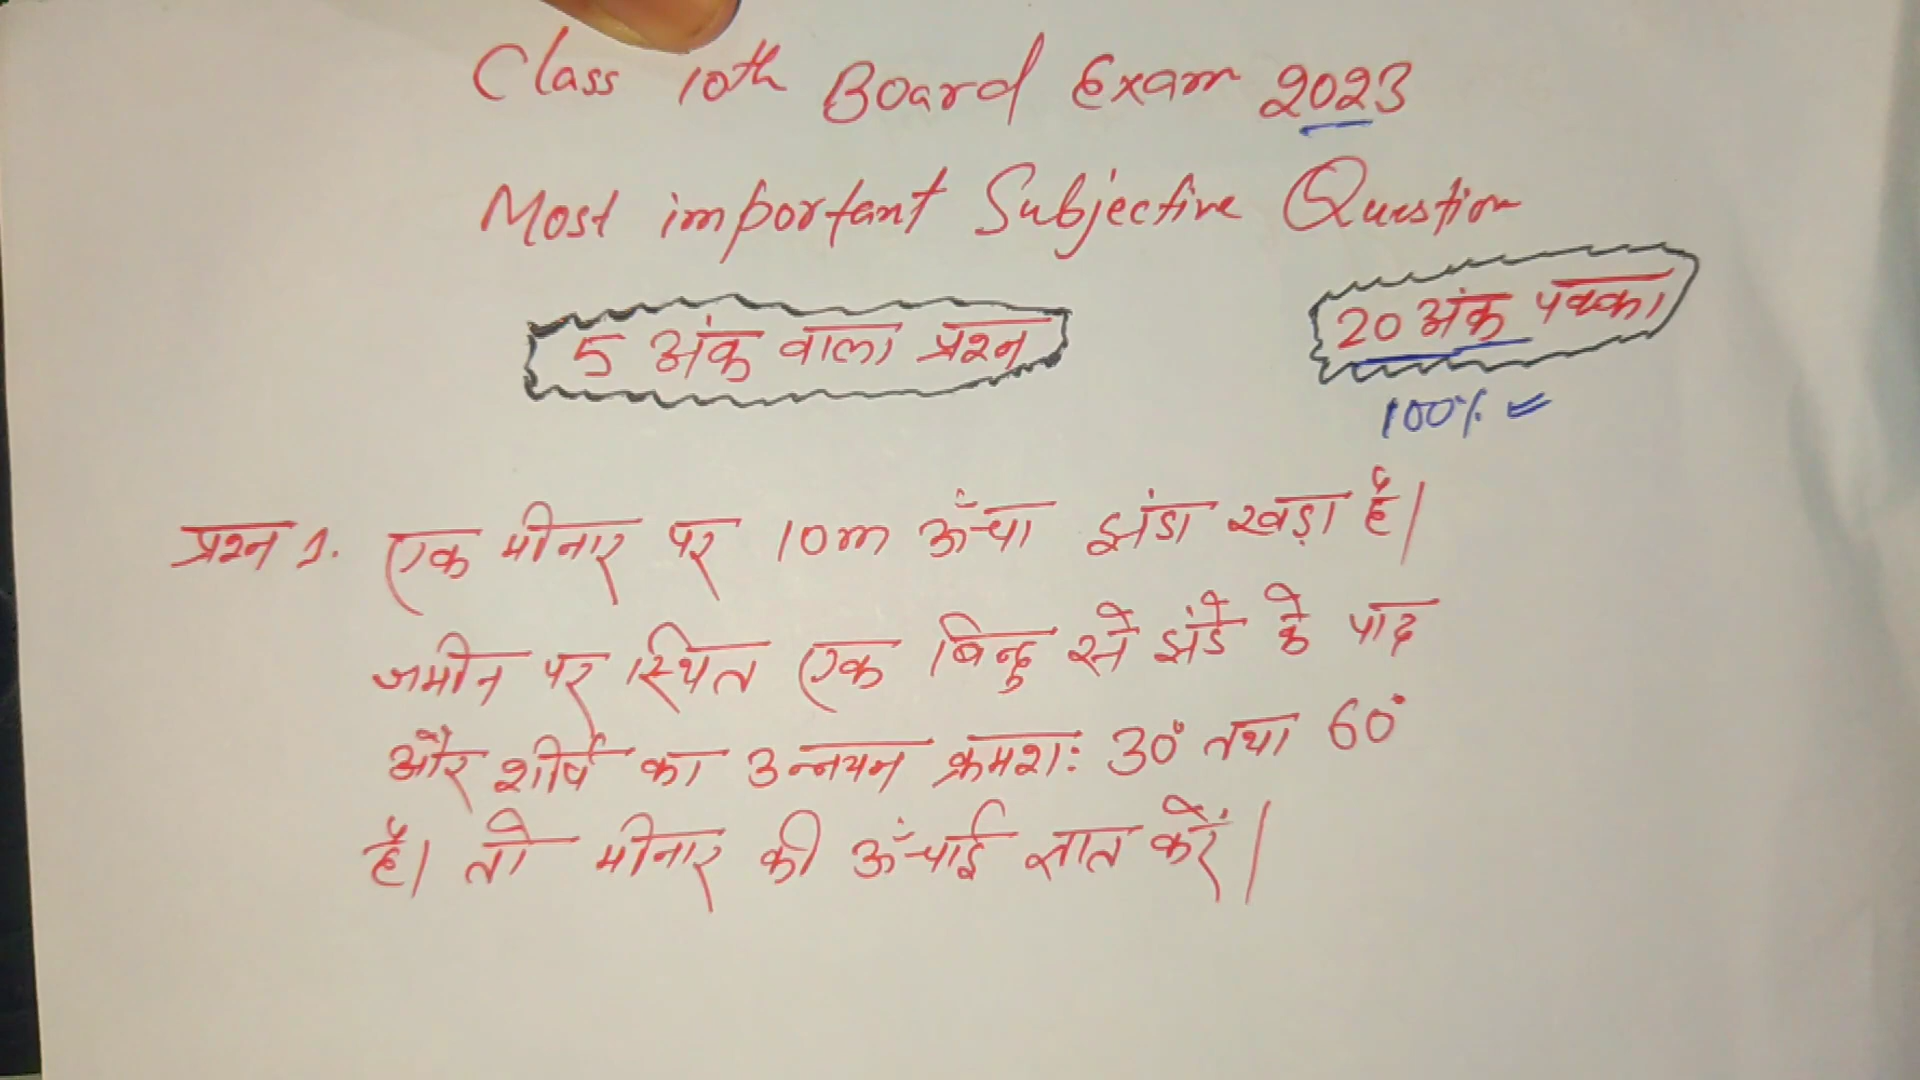 Class 10th Board Exam 2023
Most important Subjective Question
5 अंक वाला प्रश्न
20 अंक पक्का
100%
प्रश्न 1. एक मीनार पर 10m ऊँचा झंडा खड़ा है।
जमीन पर स्थित एक बिन्दु से झंडे के पाद
और शीर्ष का उन्नयन क्रमशः 30° तथा 60°
है। तो मीनार की ऊँचाई ज्ञात करें।